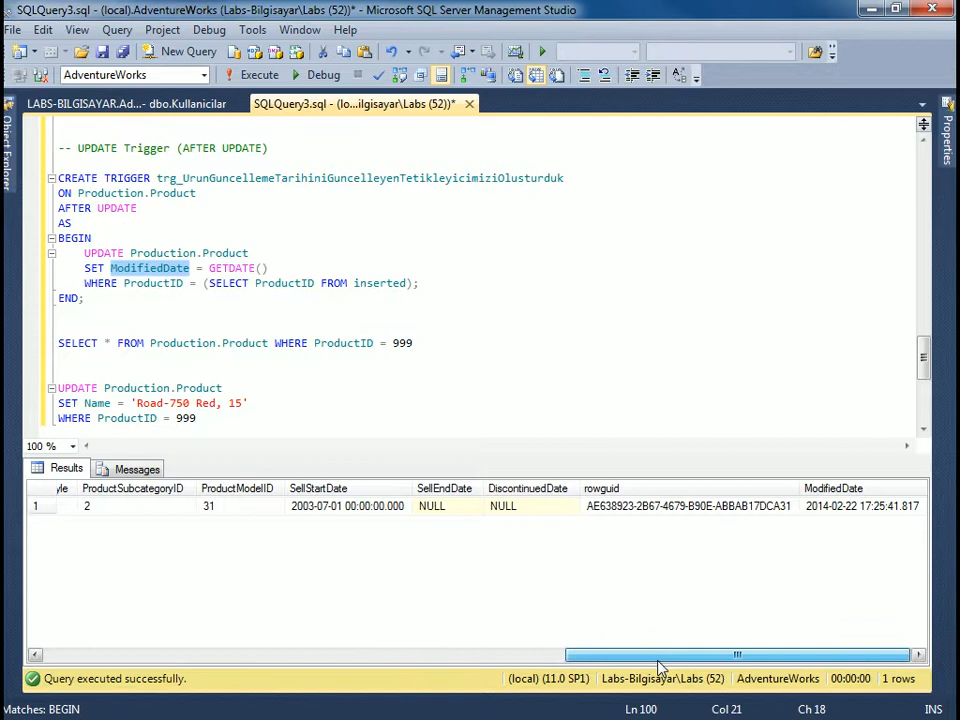 SQLQuery3.sql - (local).AdventureWorks (Labs-Bilgisayar\Labs (52))* - Microsoft SQL Server Management Studio
File Edit View Query Project Debug Tools Window Help
New Query
AdventureWorks Execute Debug
LABS-BILGISAYAR.Ad...- dbo.Kullanicilar SQLQuery3.sql - (lo...ilgisayar\Labs (52))*
Object Explorer
Properties
-- UPDATE Trigger (AFTER UPDATE)
CREATE TRIGGER trg_UrunGuncellemeTarihiniGuncelleyenTetikleyicimiziOlusturduk
ON Production.Product
AFTER UPDATE
AS
BEGIN
UPDATE Production.Product
SET ModifiedDate = GETDATE()
WHERE ProductID = (SELECT ProductID FROM inserted);
END;
SELECT * FROM Production.Product WHERE ProductID = 999
UPDATE Production.Product
SET Name = 'Road-750 Red, 15'
WHERE ProductID = 999
100 %
Results Messages
yle ProductSubcategoryID ProductModelID SellStartDate SellEndDate DiscontinuedDate rowguid ModifiedDate
1 2 31 2003-07-01 00:00:00.000 NULL NULL AE638923-2B67-4679-B90E-ABBAB17DCA31 2014-02-22 17:25:41.817
Query executed successfully. (local) (11.0 SP1) Labs-Bilgisayar\Labs (52) AdventureWorks 00:00:00 1 rows
Matches: BEGIN Ln 100 Col 21 Ch 18 INS